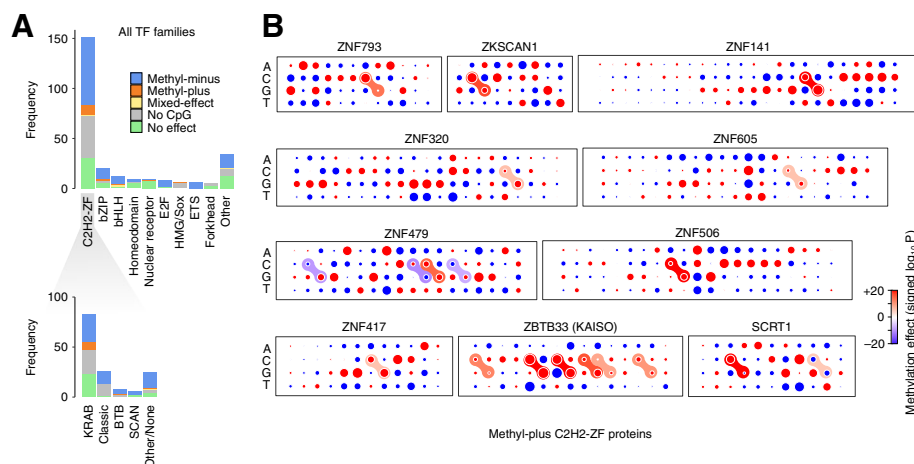 A
All TF families
Frequency
150
100
50
0
Methyl-minus
Methyl-plus
Mixed-effect
No CpG
No effect
C2H2-ZF
bZIP
bHLH
Homeodomain
Nuclear receptor
E2F
HMG/Sox
ETS
Forkhead
Other
Frequency
100
50
0
KRAB
Classic
BTB
SCAN
Other/None
B
ZNF793
ZKSCAN1
ZNF141
A
C
G
T
ZNF320
ZNF605
A
C
G
T
ZNF479
ZNF506
A
C
G
T
ZNF417
ZBTB33 (KAISO)
SCRT1
A
C
G
T
Methyl-plus C2H2-ZF proteins
+20
0
−20
Methylation effect (signed log₁₀ P)